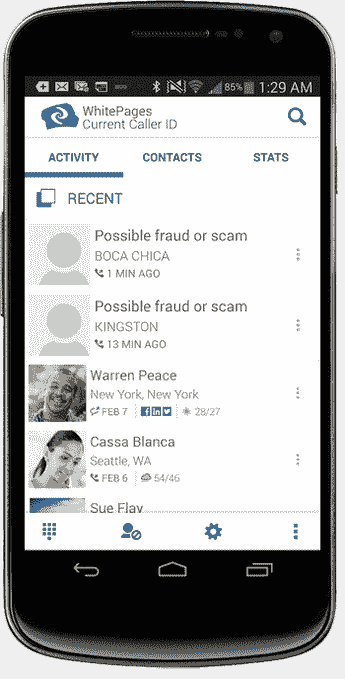 85% 1:29 AM
WhitePages
Current Caller ID
ACTIVITY CONTACTS STATS
RECENT
Possible fraud or scam
BOCA CHICA
1 MIN AGO
Possible fraud or scam
KINGSTON
13 MIN AGO
Warren Peace
New York, New York
FEB 7 28/27
Cassa Blanca
Seattle, WA
FEB 6 54/46
Sue Flay